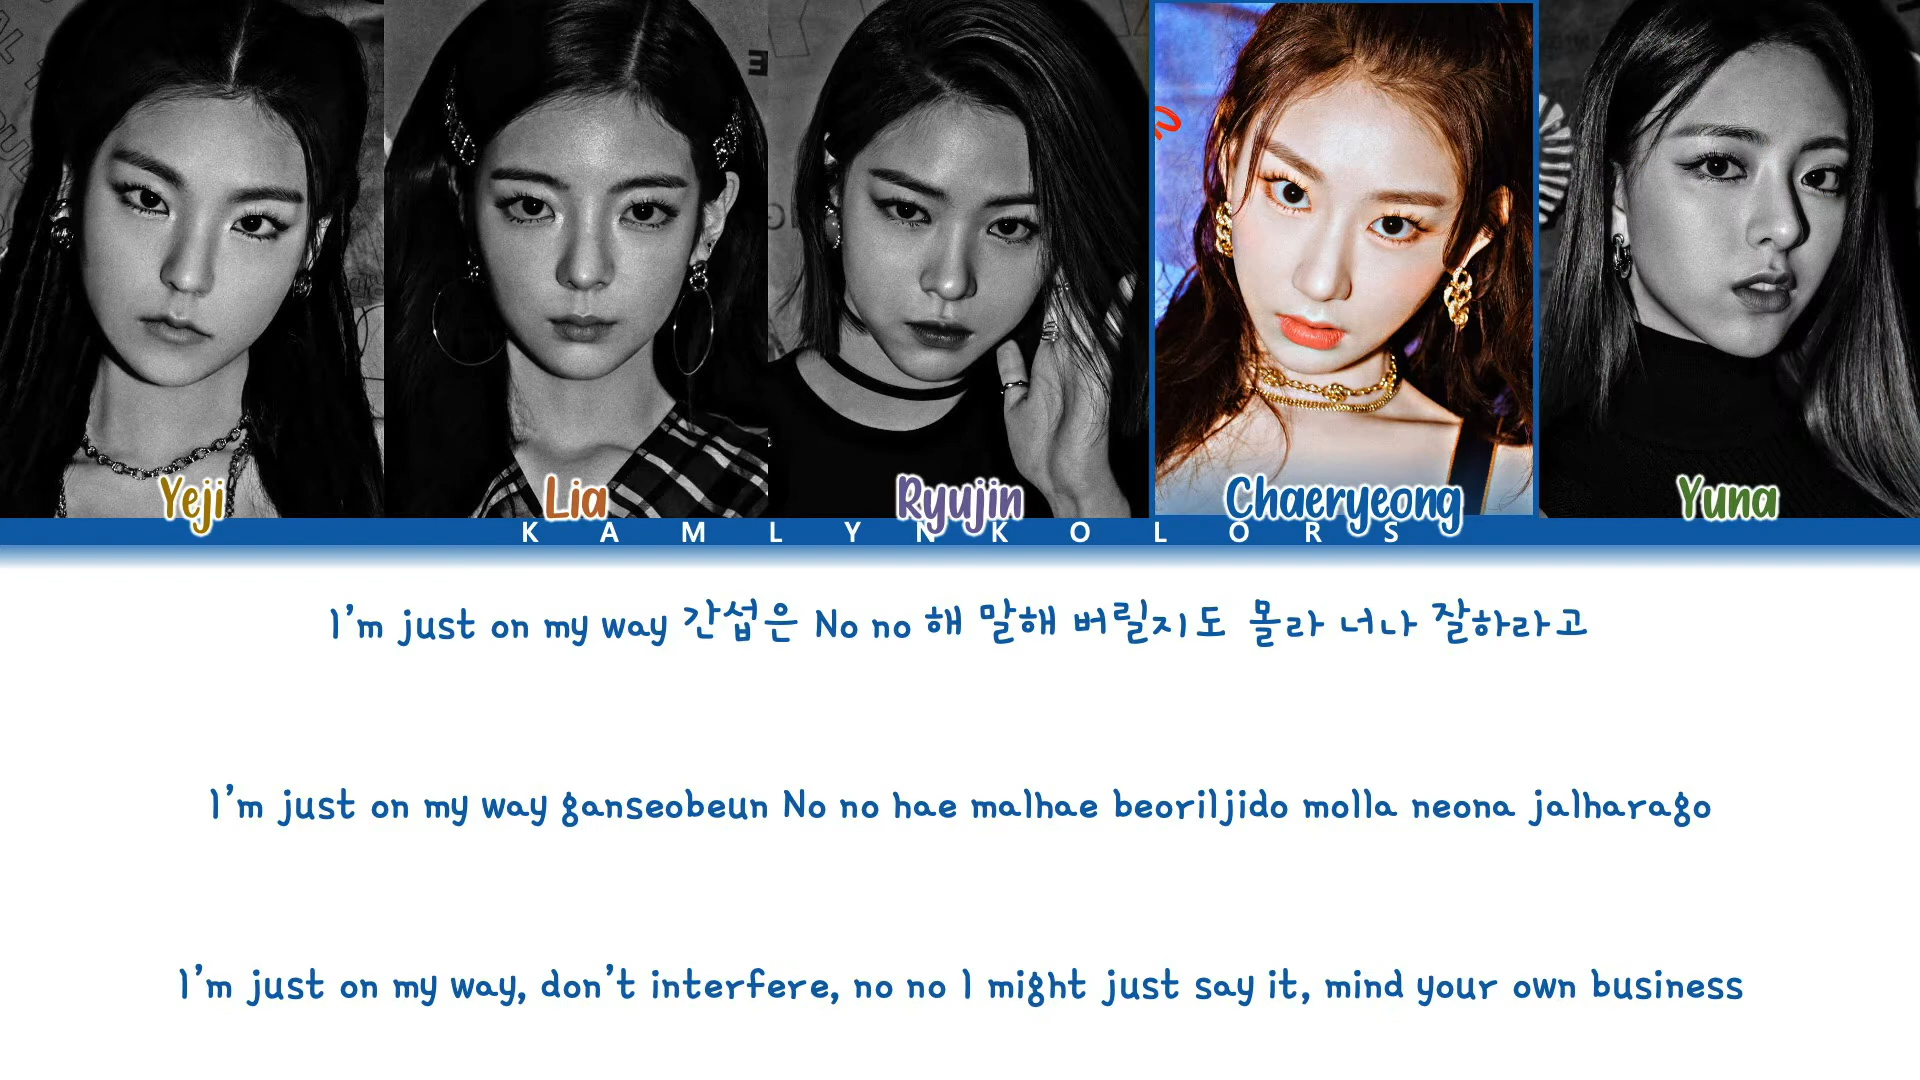 Yeji
Lia
Ryujin
Chaeryeong
Yuna
KAMLYNKOLORS
I'm just on my way 간섭은 No no 해 말해 버릴지도 몰라 너나 잘하라고
I'm just on my way ganseobeun No no hae malhae beoriljido molla neona jalharago
I'm just on my way, don't interfere, no no I might just say it, mind your own business